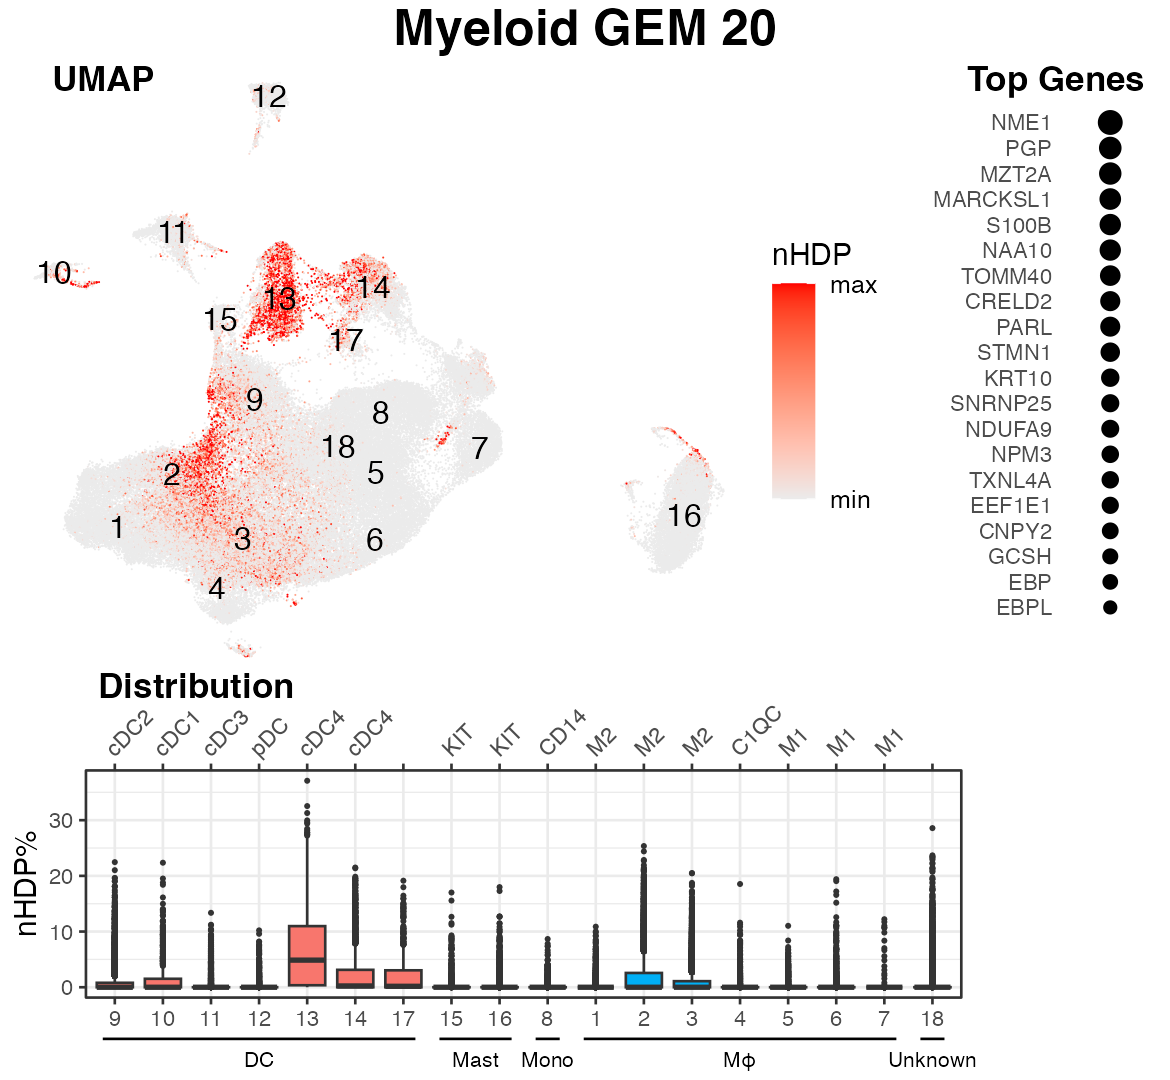 Myeloid GEM 20
UMAP
12
11
10
13
14
15
17
9
8
18
7
2
5
1
3
6
4
16
nHDP
max
min
Top Genes
NME1
PGP
MZT2A
MARCKSL1
S100B
NAA10
TOMM40
CRELD2
PARL
STMN1
KRT10
SNRNP25
NDUFA9
NPM3
TXNL4A
EEF1E1
CNPY2
GCSH
EBP
EBPL
Distribution
cDC2 cDC1 cDC3 pDC cDC4 cDC4 KIT KIT CD14 M2 M2 M2 C1QC M1 M1 M1
nHDP%
30
20
10
0
9 10 11 12 13 14 17 15 16 8 1 2 3 4 5 6 7 18
DC Mast Mono Mϕ Unknown